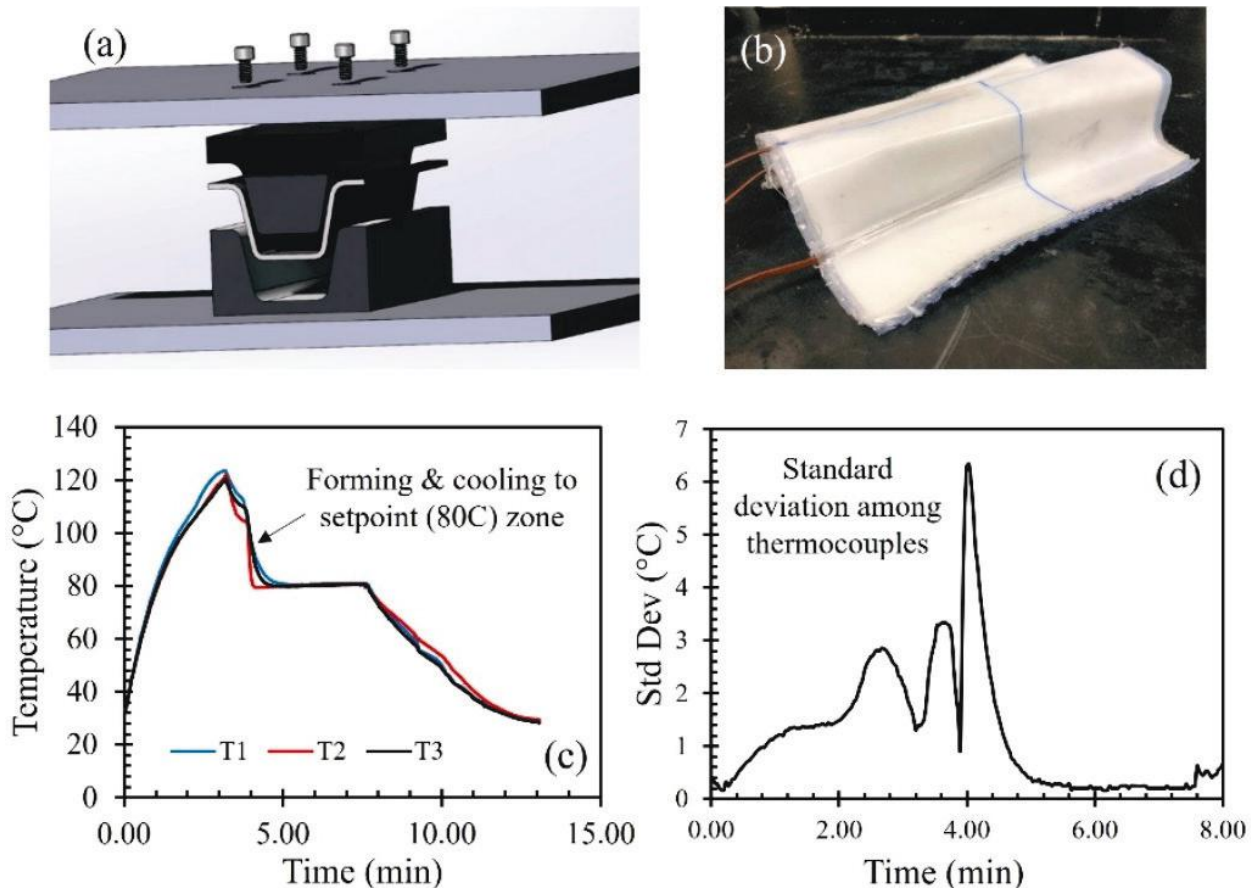 (a)
(b)
140
120
100
80
60
40
20
0
Temperature (°C)
Forming & cooling to
setpoint (80C) zone
T1 T2 T3
(c)
0.00 5.00 10.00 15.00
Time (min)
7
6
5
4
3
2
1
0
Std Dev (°C)
Standard
deviation among
thermocouples
(d)
0.00 2.00 4.00 6.00 8.00
Time (min)